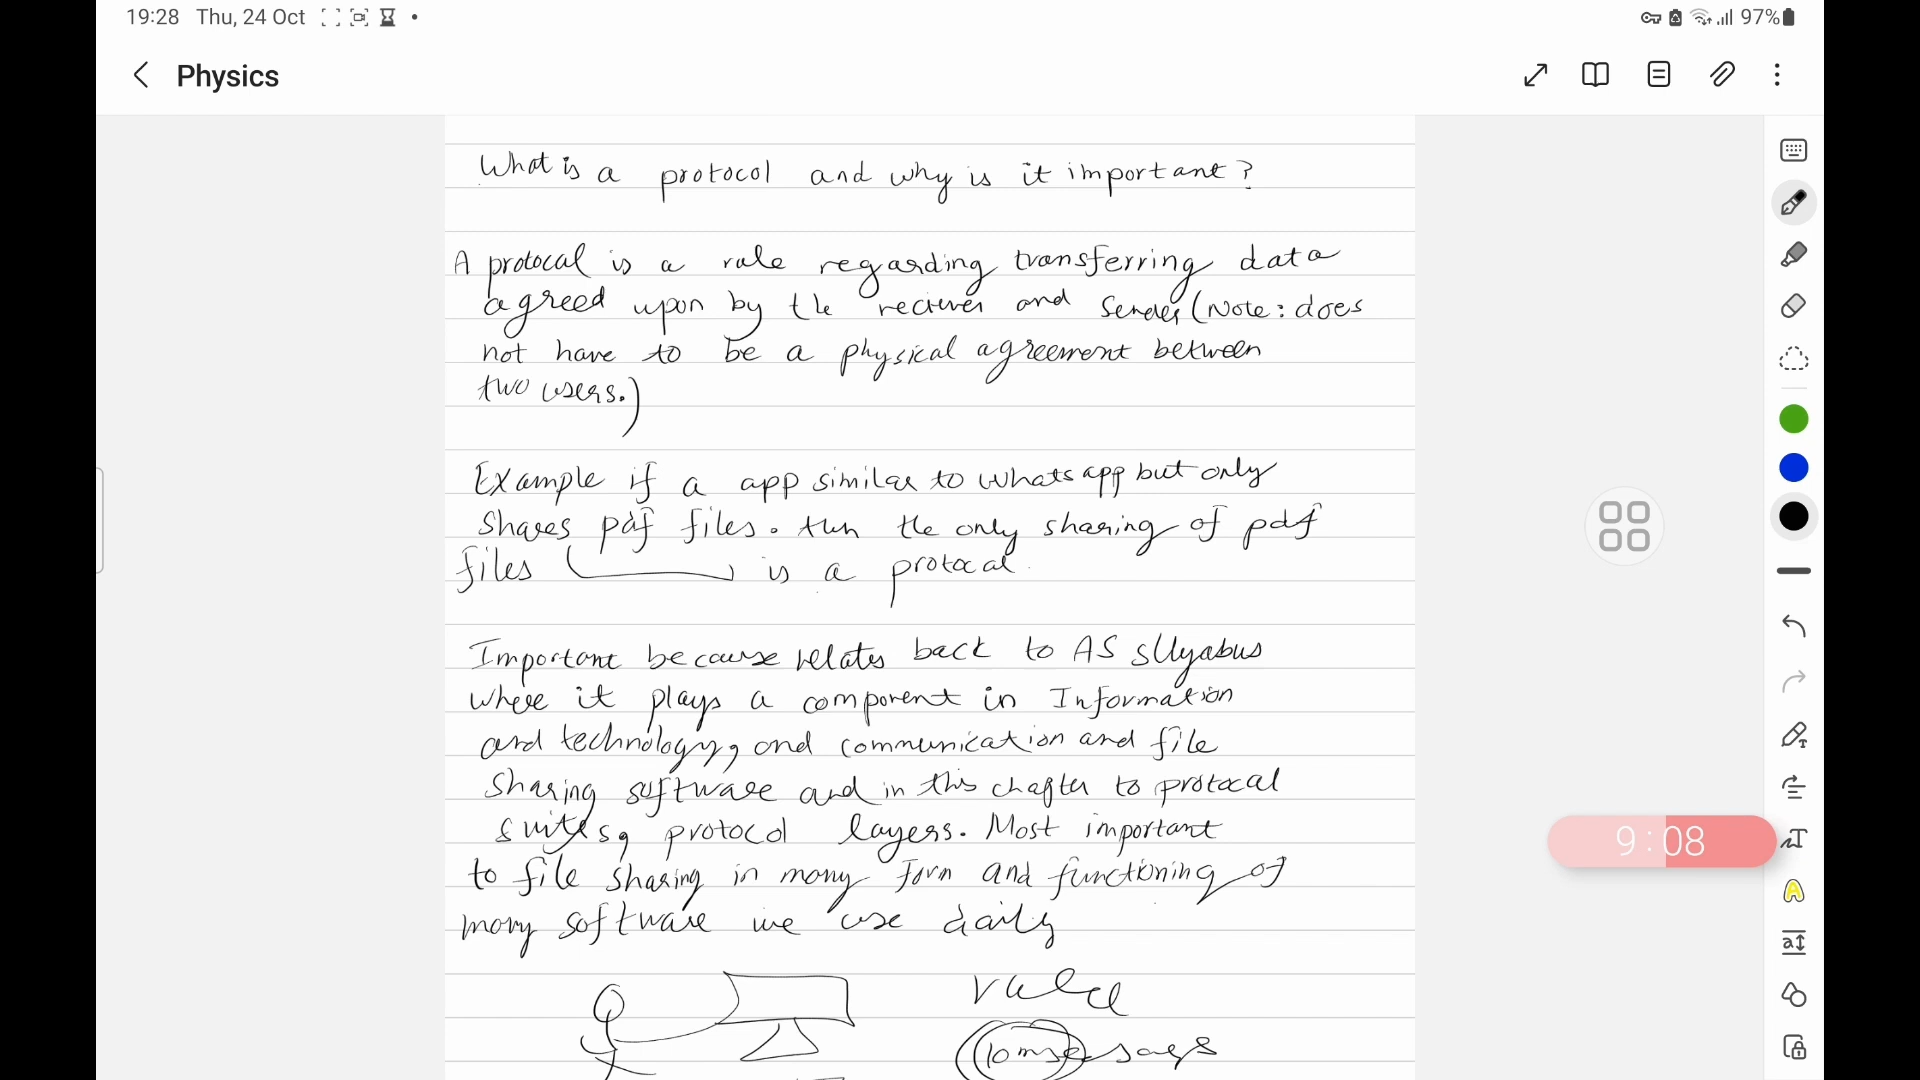 19:28 Thu, 24 Oct 97%
Physics
What is a protocol and why is it important?
A protocal is a rule regarding transferring data
agreed upon by the reciever and Sender (Note: does
not have to be a physical agreement between
two users.)
Example if a app similar to whatsapp but only
shares pdf files. then the only sharing of pdf
files is a protocal.
Important because relates back to AS sllyabus
where it plays a component in Information
and technology, and communication and file
sharing software and in this chapter to protocal
suites, protocol layers. Most important
to file sharing in many form and functioning of
many software we use daily
9:08